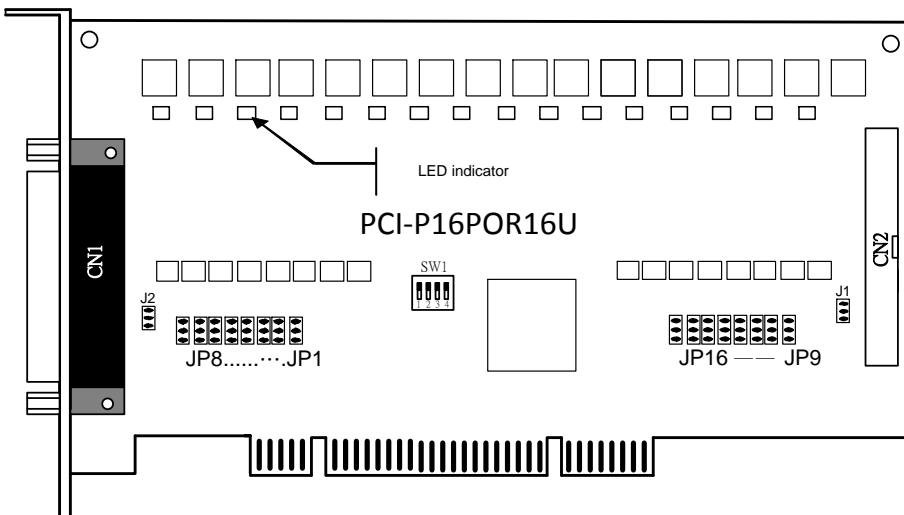 LED indicator
PCI-P16POR16U
CN1
CN2
SW1
1 2 3 4
J2
J1
JP8......···.JP1
JP16 —— JP9